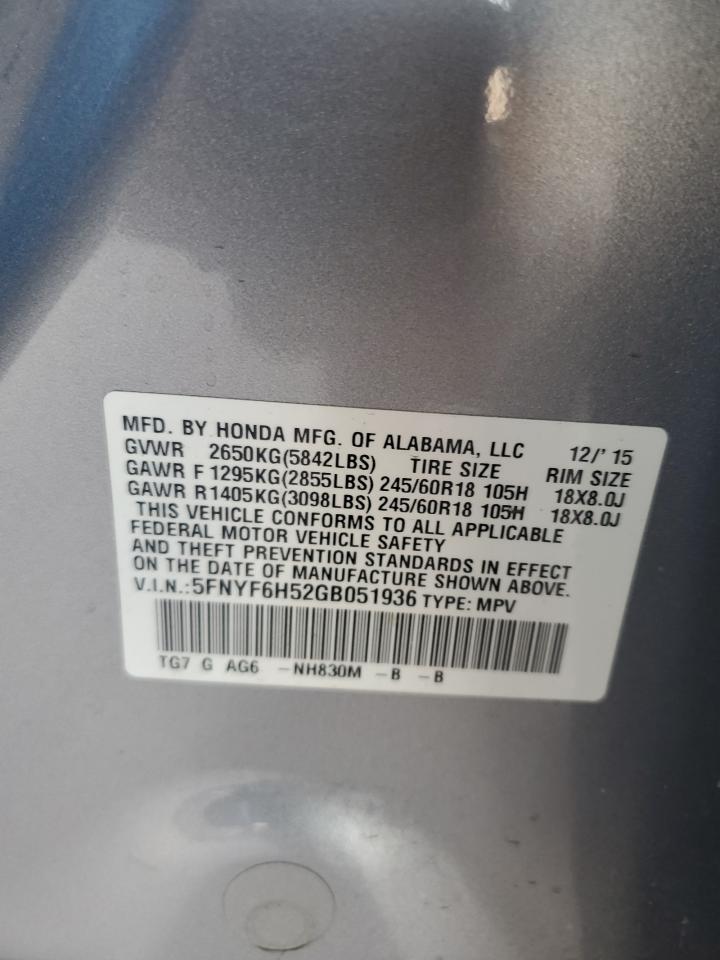 MFD. BY HONDA MFG. OF ALABAMA, LLC 12/' 15
GVWR 2650KG(5842LBS) TIRE SIZE RIM SIZE
GAWR F 1295KG(2855LBS) 245/60R18 105H 18X8.0J
GAWR R1405KG(3098LBS) 245/60R18 105H 18X8.0J
THIS VEHICLE CONFORMS TO ALL APPLICABLE
FEDERAL MOTOR VEHICLE SAFETY
AND THEFT PREVENTION STANDARDS IN EFFECT
ON THE DATE OF MANUFACTURE SHOWN ABOVE.
V.I.N.:5FNYF6H52GB051936 TYPE: MPV
TG7 G AG6 -NH830M -B -B